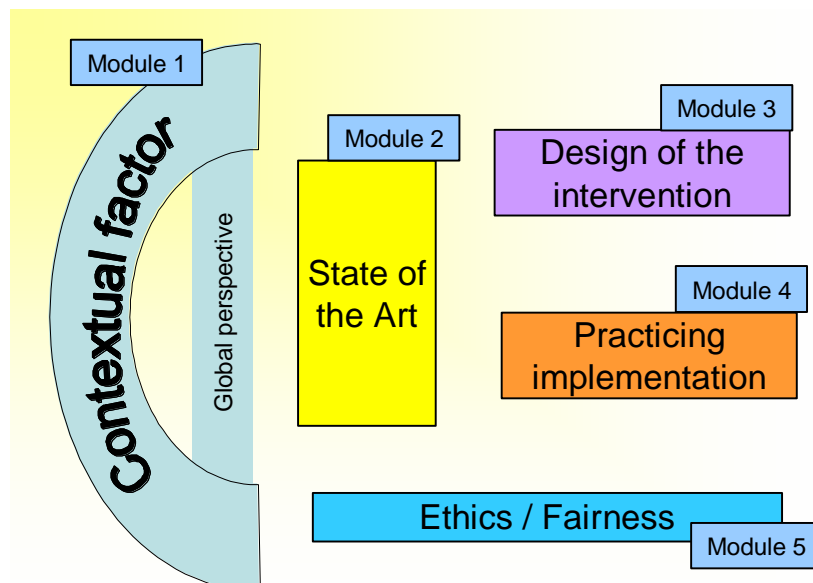 Module 1
Contextual factor
Global perspective
Module 2
State of
the Art
Module 3
Design of the
intervention
Module 4
Practicing
implementation
Ethics / Fairness
Module 5